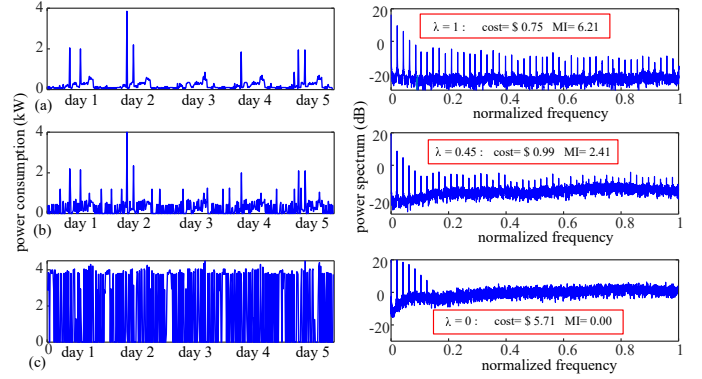 4
2
0
(a)
day 1 day 2 day 3 day 4 day 5
20
0
-20
λ = 1 : cost= $ 0.75 MI= 6.21
0 0.2 0.4 0.6 0.8 1
normalized frequency
power consumption (kW)
4
2
0
(b)
day 1 day 2 day 3 day 4 day 5
power spectrum (dB)
20
0
-20
λ = 0.45 : cost= $ 0.99 MI= 2.41
0 0.2 0.4 0.6 0.8 1
normalized frequency
4
2
0
(c)
day 1 day 2 day 3 day 4 day 5
20
0
-20
λ = 0 : cost= $ 5.71 MI= 0.00
0 0.2 0.4 0.6 0.8 1
normalized frequency